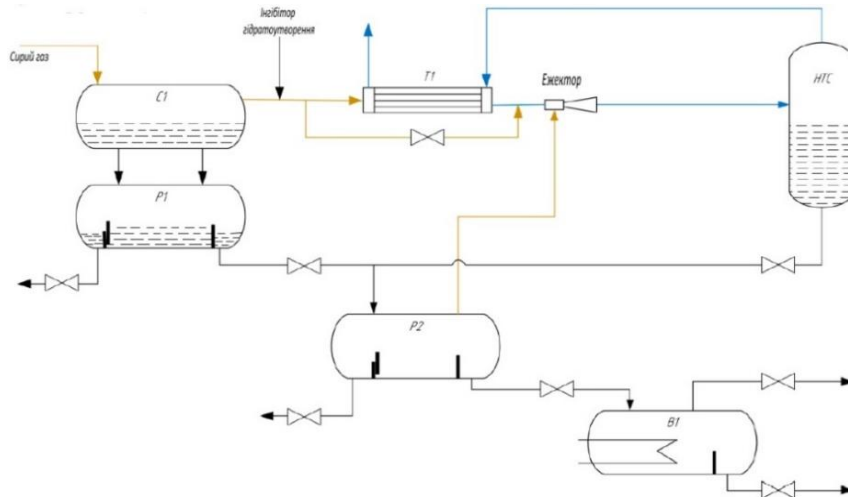 Інгібітор
гідратоутворення
Сирий газ
С1
Т1
Ежектор
НТС
Р1
Р2
В1